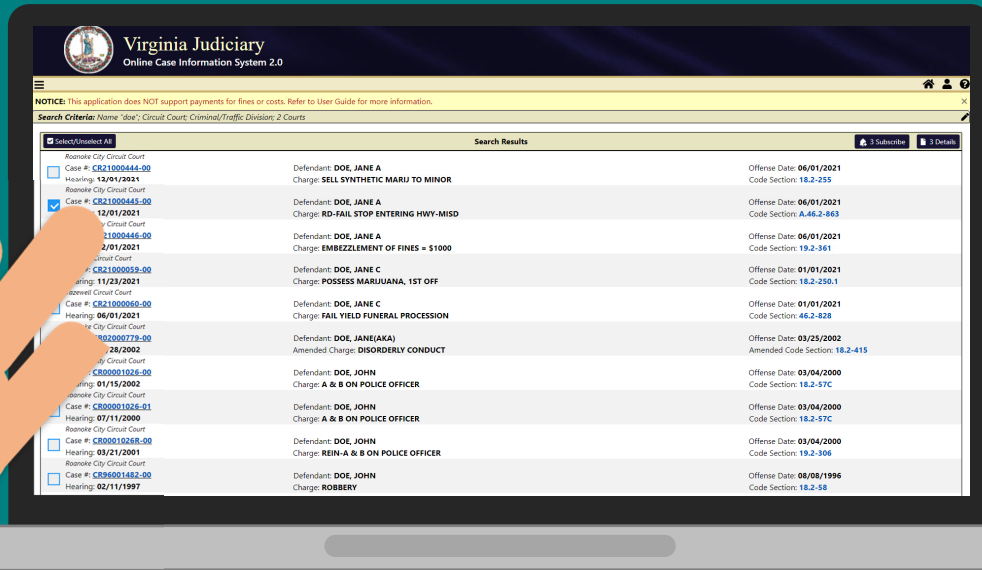 Virginia Judiciary
Online Case Information System 2.0
NOTICE: This application does NOT support payments for fines or costs. Refer to User Guide for more information.
Search Criteria: Name "doe"; Circuit Court; Criminal/Traffic Division; 2 Courts
Select/Unselect All Search Results 3 Subscribe 3 Details
Roanoke City Circuit Court
Case #: CR21000444-00 Defendant: DOE, JANE A Offense Date: 06/01/2021
Hearing: 12/01/2021 Charge: SELL SYNTHETIC MARIJ TO MINOR Code Section: 18.2-255
Roanoke City Circuit Court
Case #: CR21000445-00 Defendant: DOE, JANE A Offense Date: 06/01/2021
12/01/2021 Charge: RD-FAIL STOP ENTERING HWY-MISD Code Section: A.46.2-863
City Circuit Court
21000446-00 Defendant: DOE, JANE A Offense Date: 06/01/2021
2/01/2021 Charge: EMBEZZLEMENT OF FINES = $1000 Code Section: 19.2-361
Circuit Court
CR21000059-00 Defendant: DOE, JANE C Offense Date: 01/01/2021
11/23/2021 Charge: POSSESS MARIJUANA, 1ST OFF Code Section: 18.2-250.1
Tazewell Circuit Court
Case #: CR21000060-00 Defendant: DOE, JANE C Offense Date: 01/01/2021
Hearing: 06/01/2021 Charge: FAIL YIELD FUNERAL PROCESSION Code Section: 46.2-828
City Circuit Court
R02000779-00 Defendant: DOE, JANE(AKA) Offense Date: 03/25/2002
28/2002 Amended Charge: DISORDERLY CONDUCT Amended Code Section: 18.2-415
City Circuit Court
CR00001026-00 Defendant: DOE, JOHN Offense Date: 03/04/2000
01/15/2002 Charge: A & B ON POLICE OFFICER Code Section: 18.2-57C
Roanoke City Circuit Court
Case #: CR00001026-01 Defendant: DOE, JOHN Offense Date: 03/04/2000
Hearing: 07/11/2000 Charge: A & B ON POLICE OFFICER Code Section: 18.2-57C
Roanoke City Circuit Court
Case #: CR0001026R-00 Defendant: DOE, JOHN Offense Date: 03/04/2000
Hearing: 03/21/2001 Charge: REIN-A & B ON POLICE OFFICER Code Section: 19.2-306
Roanoke City Circuit Court
Case #: CR96001482-00 Defendant: DOE, JOHN Offense Date: 08/08/1996
Hearing: 02/11/1997 Charge: ROBBERY Code Section: 18.2-58